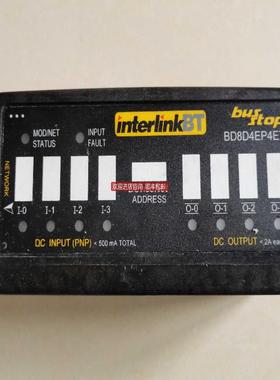 interlinkBT
bus stop
BD8D4EP4E
MOD/NET
STATUS
INPUT
FAULT
NETWORK
ADDRESS
I-0
I-1
I-2
I-3
O-0
O-1
O-2
O-
DC INPUT (PNP) < 500 mA TOTAL
DC OUTPUT < 2A ea